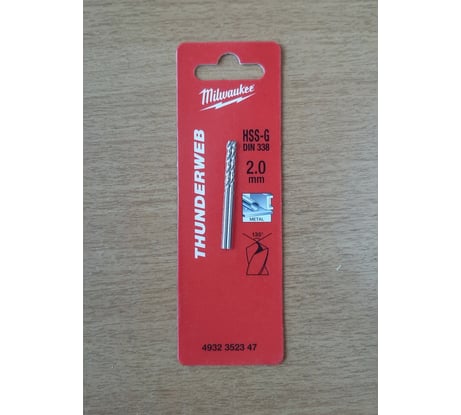 Milwaukee
THUNDERWEB
HSS-G
DIN 338
2.0
mm
METAL
135°
4932 3523 47